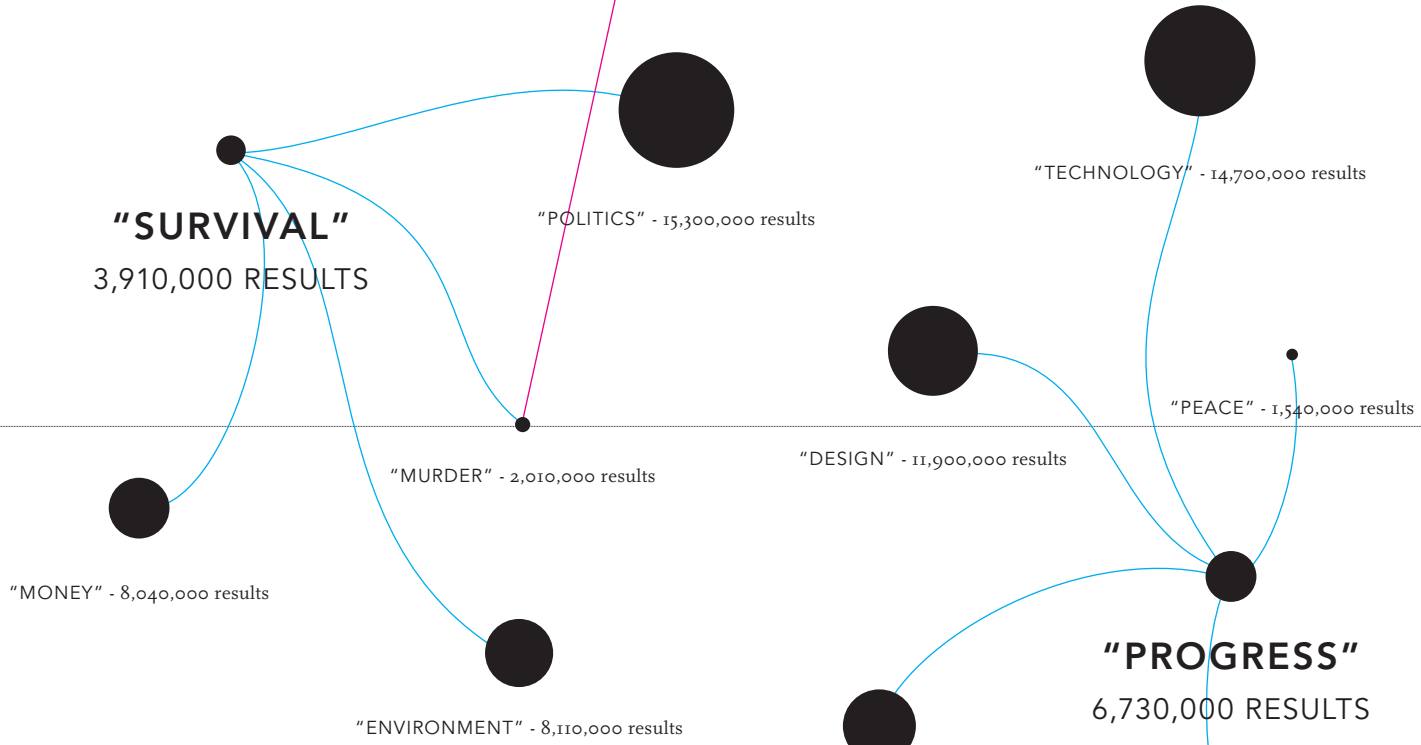 “TECHNOLOGY” - 14,700,000 results
“SURVIVAL”
3,910,000 RESULTS
“POLITICS” - 15,300,000 results
“PEACE” - 1,540,000 results
“DESIGN” - 11,900,000 results
“MURDER” - 2,010,000 results
“MONEY” - 8,040,000 results
“PROGRESS”
6,730,000 RESULTS
“ENVIRONMENT” - 8,110,000 results